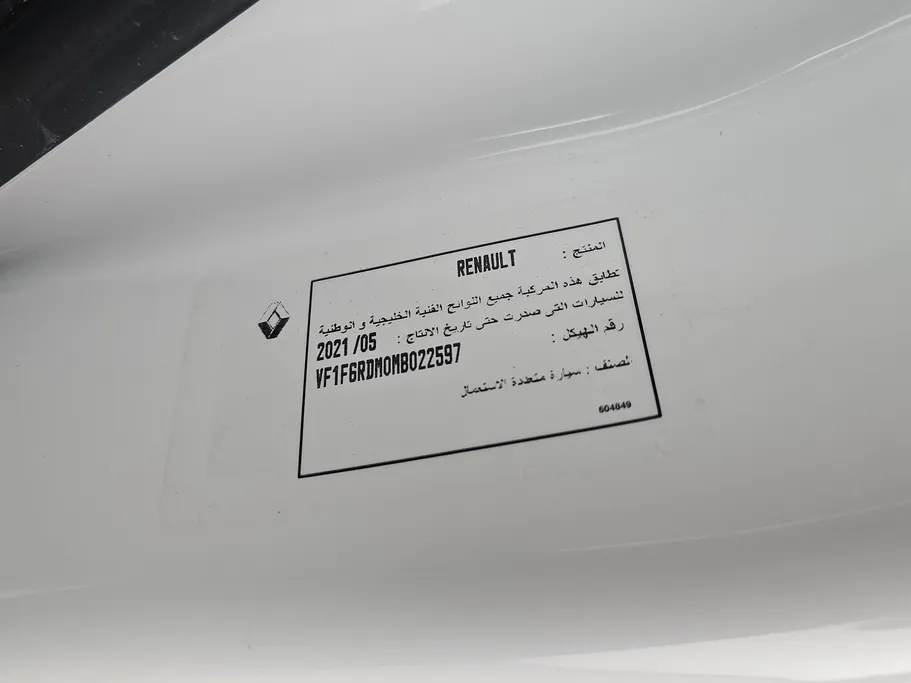 المنتج : RENAULT
تطابق هذه المركبة جميع اللوائح الفنية الخليجية و الوطنية
للسيارات التى صدرت حتى تاريخ الانتاج : 2021 /05
رقم الهيكل : VF1F6RDM0MB022597
الصنف : سيارة متعددة الاستعمال
604849